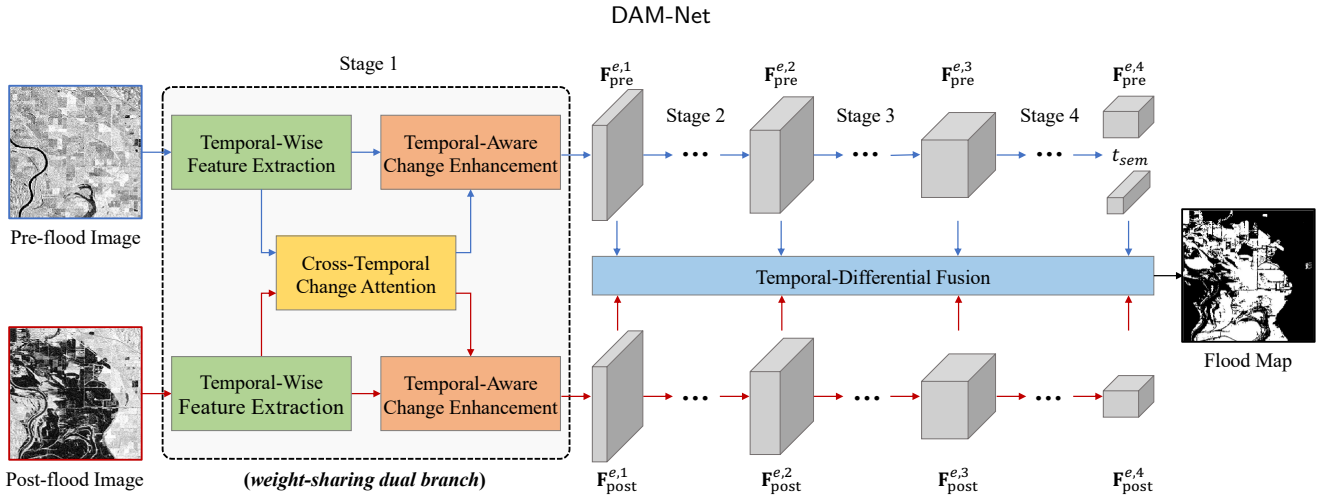 DAM-Net
Stage 1
F_pre^{e,1}
F_pre^{e,2}
F_pre^{e,3}
F_pre^{e,4}
Stage 2
Stage 3
Stage 4
Temporal-Wise
Feature Extraction
Temporal-Aware
Change Enhancement
...
...
...
t_sem
Pre-flood Image
Cross-Temporal
Change Attention
Temporal-Differential Fusion
Flood Map
Temporal-Wise
Feature Extraction
Temporal-Aware
Change Enhancement
...
...
...
Post-flood Image
(weight-sharing dual branch)
F_post^{e,1}
F_post^{e,2}
F_post^{e,3}
F_post^{e,4}